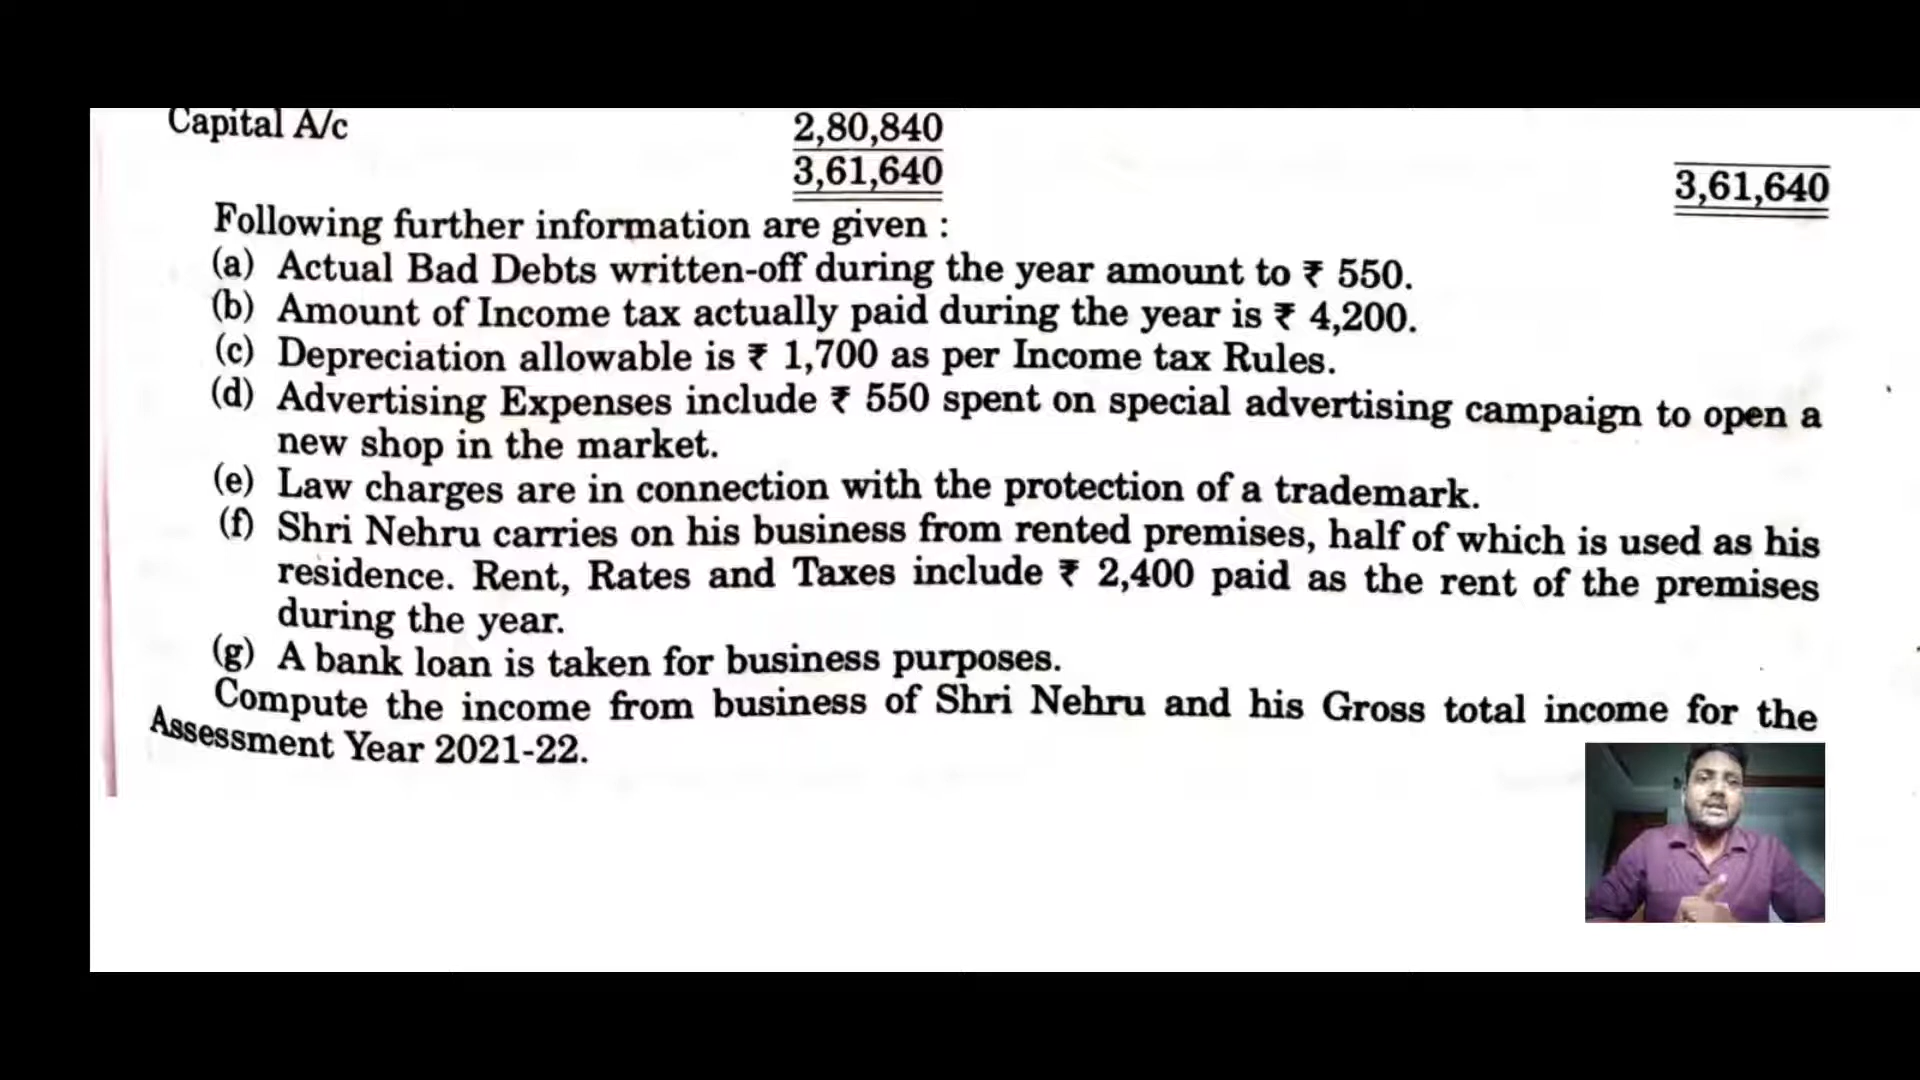 Capital A/c 2,80,840
3,61,640 3,61,640
Following further information are given :
(a) Actual Bad Debts written-off during the year amount to ₹ 550.
(b) Amount of Income tax actually paid during the year is ₹ 4,200.
(c) Depreciation allowable is ₹ 1,700 as per Income tax Rules.
(d) Advertising Expenses include ₹ 550 spent on special advertising campaign to open a
new shop in the market.
(e) Law charges are in connection with the protection of a trademark.
(f) Shri Nehru carries on his business from rented premises, half of which is used as his
residence. Rent, Rates and Taxes include ₹ 2,400 paid as the rent of the premises
during the year.
(g) A bank loan is taken for business purposes.
Compute the income from business of Shri Nehru and his Gross total income for the
Assessment Year 2021-22.